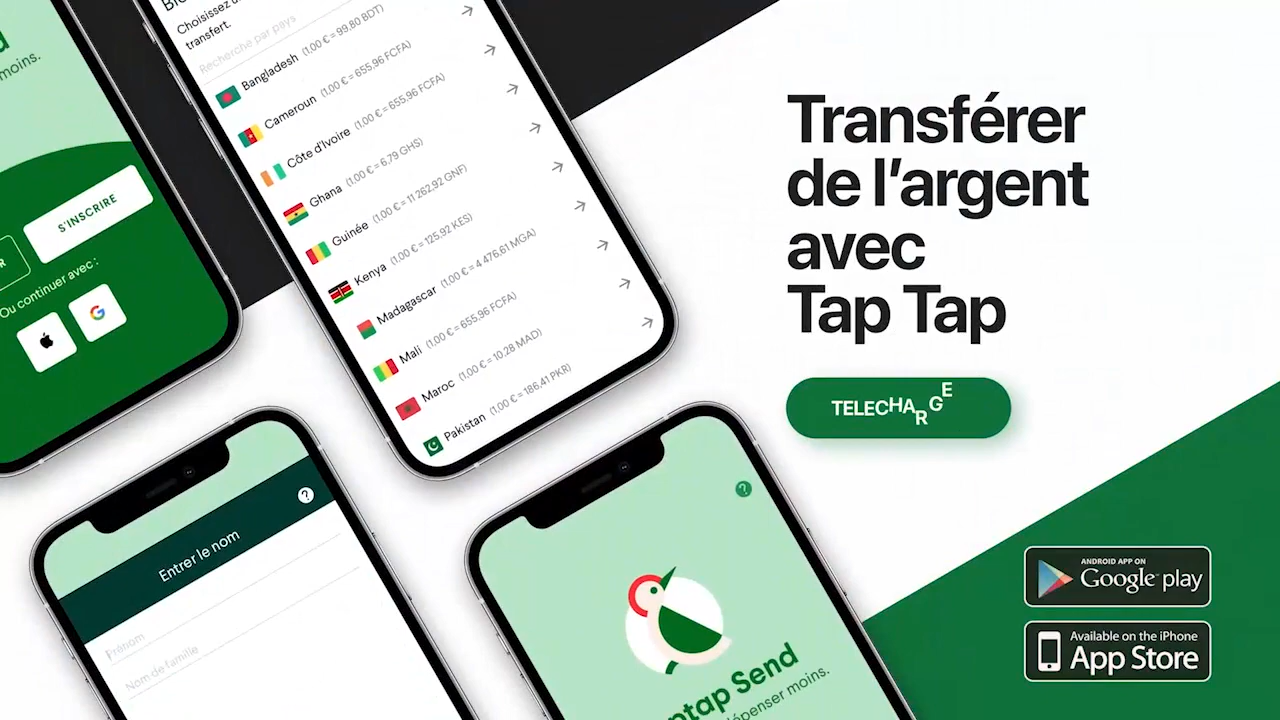 moins.
S'INSCRIRE
Ou continuer avec :
transfert.
Recherche par pays
Bangladesh (1,00 € = 99,80 BDT)
Cameroun (1,00 € = 655,96 FCFA)
Côte d'Ivoire (1,00 € = 655,96 FCFA)
Ghana (1,00 € = 6,79 GHS)
Guinée (1,00 € = 11 262,92 GNF)
Kenya (1,00 € = 125,92 KES)
Madagascar (1,00 € = 4 476,61 MGA)
Mali (1,00 € = 655,96 FCFA)
Maroc (1,00 € = 10,28 MAD)
Pakistan (1,00 € = 186,41 PKR)
Entrer le nom
Prénom
Nom de famille
ptap Send
dépenser moins.
Transférer
de l'argent
avec
Tap Tap
TELECHARGE
ANDROID APP ON
Google play
Available on the iPhone
App Store